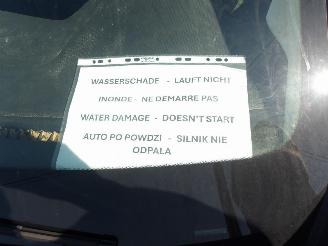 WASSERSCHADE - LAUFT NICHT
INONDE - NE DEMARRE PAS
WATER DAMAGE - DOESN'T START
AUTO PO POWDZI - SILNIK NIE
ODPALA